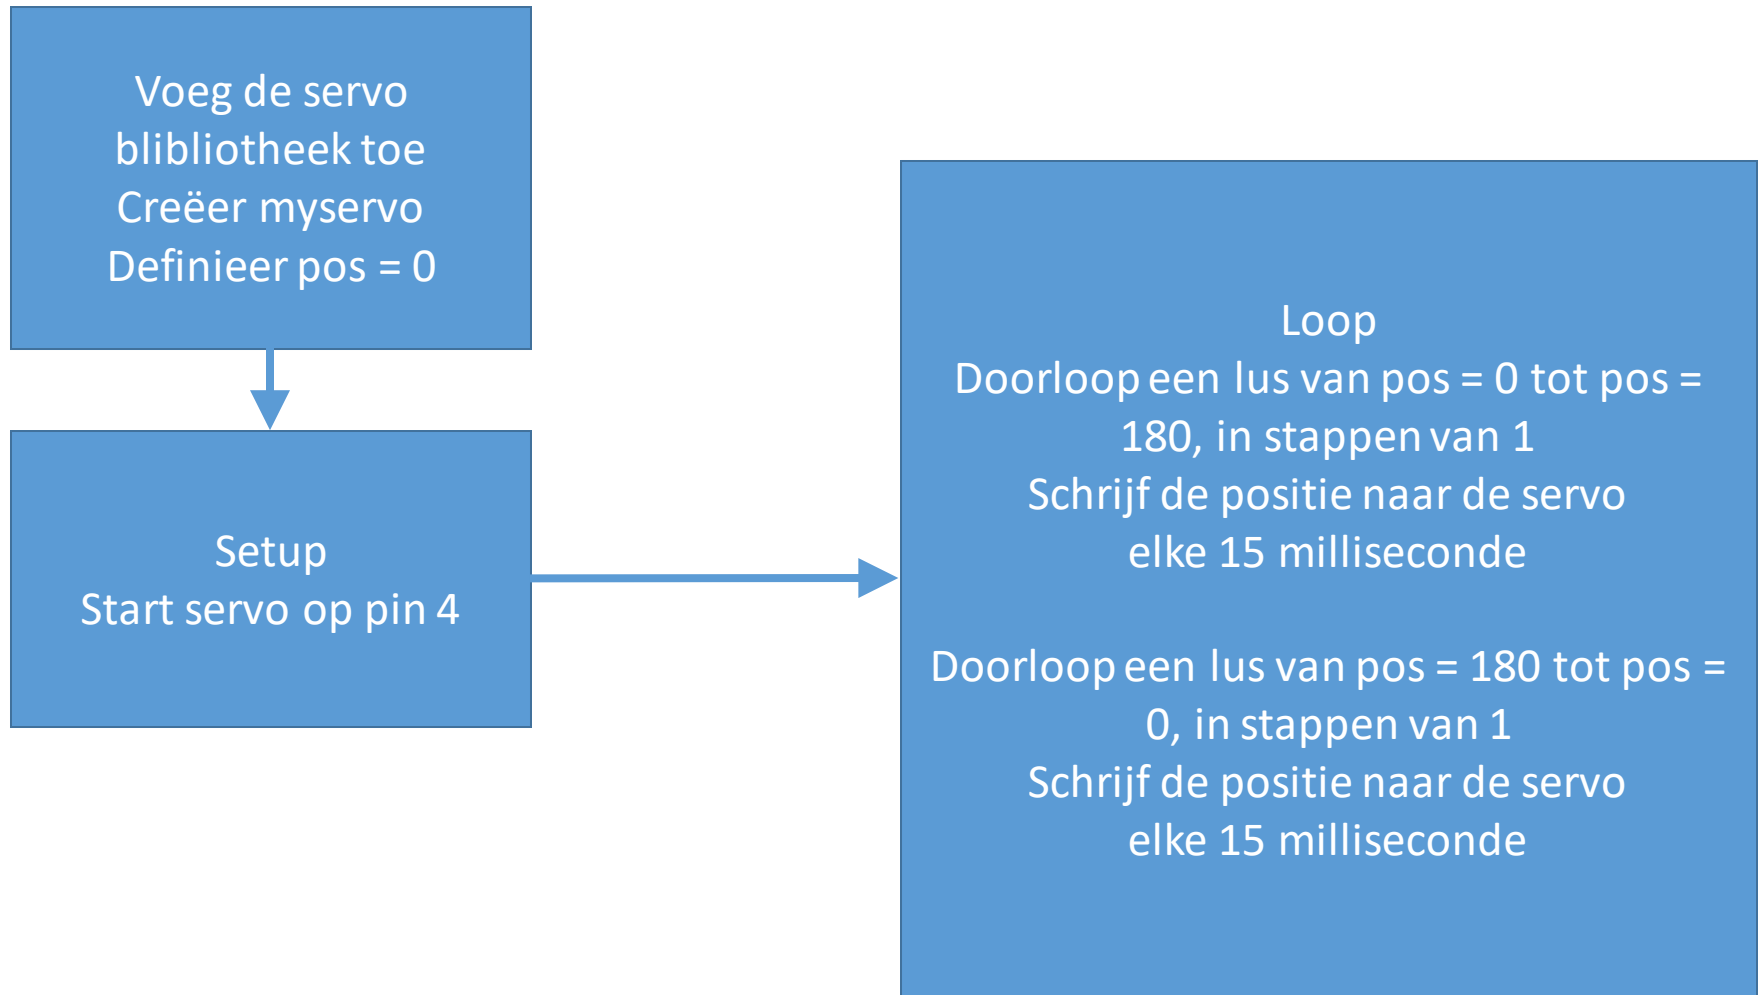 Voeg de servo
blibliotheek toe
Creëer myservo
Definieer pos = 0
Setup
Start servo op pin 4
Loop
Doorloop een lus van pos = 0 tot pos =
180, in stappen van 1
Schrijf de positie naar de servo
elke 15 milliseconde
Doorloop een lus van pos = 180 tot pos =
0, in stappen van 1
Schrijf de positie naar de servo
elke 15 milliseconde